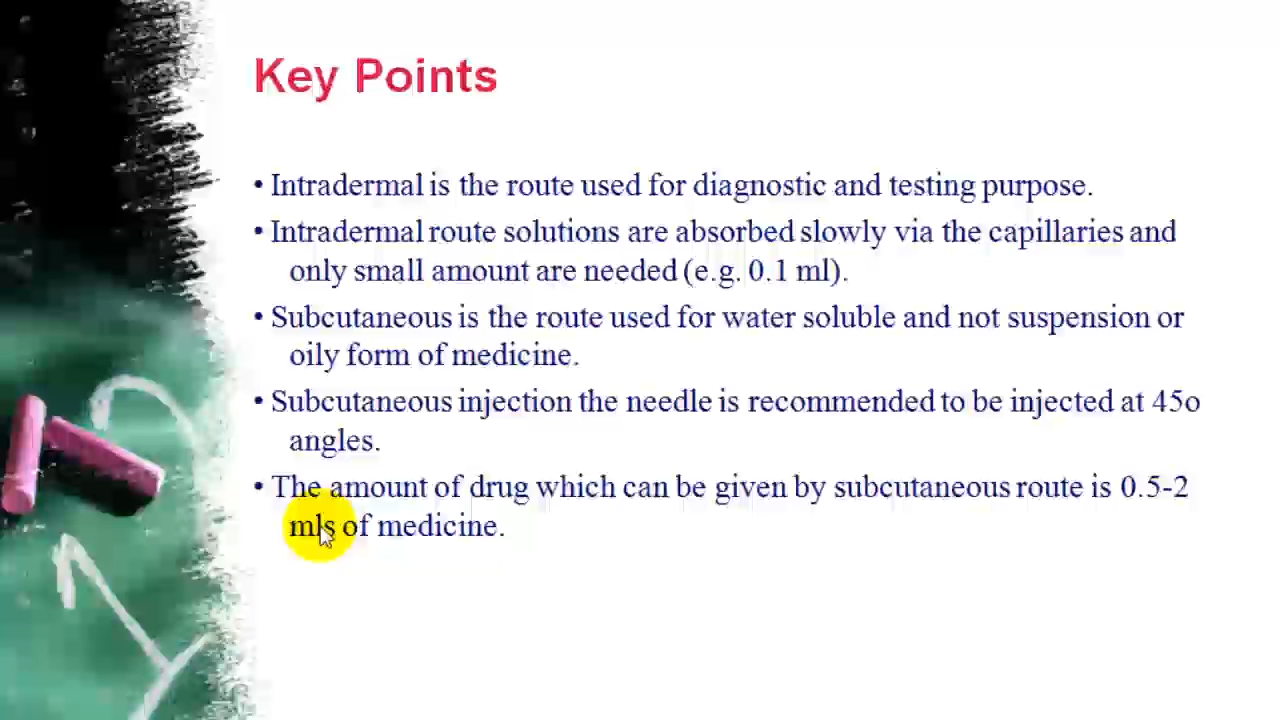 Key Points
• Intradermal is the route used for diagnostic and testing purpose.
• Intradermal route solutions are absorbed slowly via the capillaries and
only small amount are needed (e.g. 0.1 ml).
• Subcutaneous is the route used for water soluble and not suspension or
oily form of medicine.
• Subcutaneous injection the needle is recommended to be injected at 45o
angles.
• The amount of drug which can be given by subcutaneous route is 0.5-2
mls of medicine.